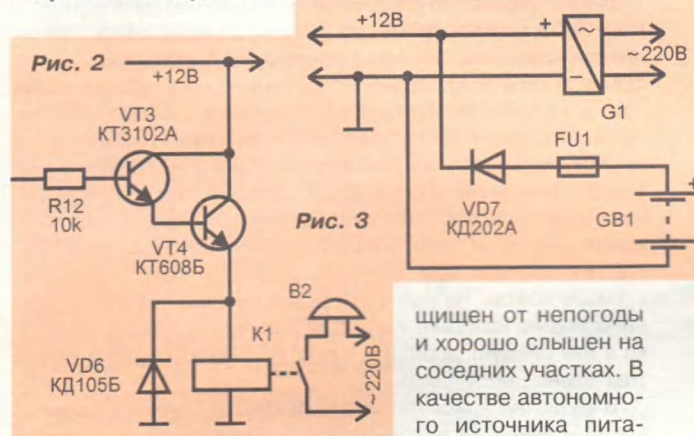 Рис. 2
+12В
VT3
КТ3102А
R12
10k
VT4
КТ608Б
VD6
КД105Б
K1
B2
~220В
Рис. 3
+12В
+
~
−
~220В
G1
FU1
VD7
КД202А
GB1
+
щищен от непогоды
и хорошо слышен на
соседних участках. В
качестве автономно-
го источника пита-